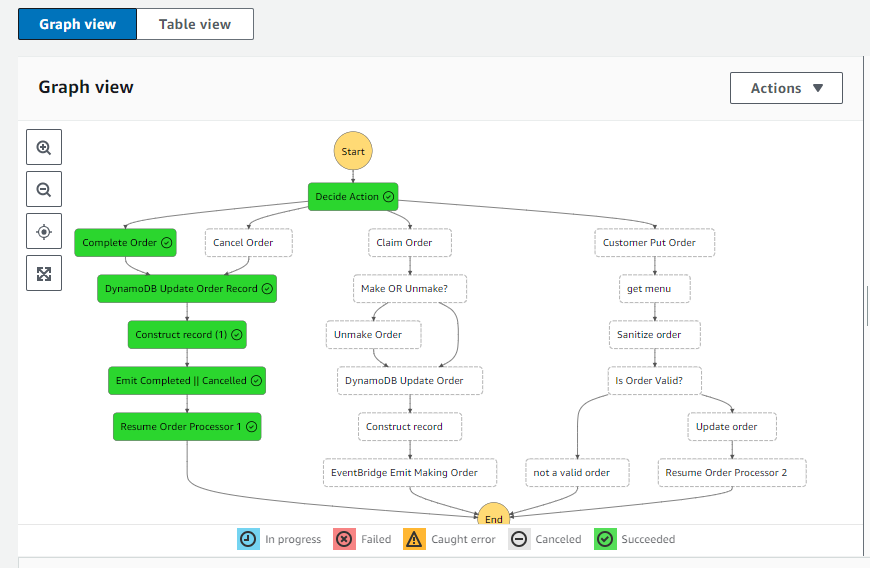 Graph view
Table view
Graph view
Actions
Start
Decide Action
Complete Order
Cancel Order
Claim Order
Customer Put Order
DynamoDB Update Order Record
Make OR Unmake?
get menu
Construct record (1)
Unmake Order
Sanitize order
Emit Completed || Cancelled
DynamoDB Update Order
Is Order Valid?
Resume Order Processor 1
Construct record
Update order
EventBridge Emit Making Order
not a valid order
Resume Order Processor 2
End
In progress
Failed
Caught error
Canceled
Succeeded